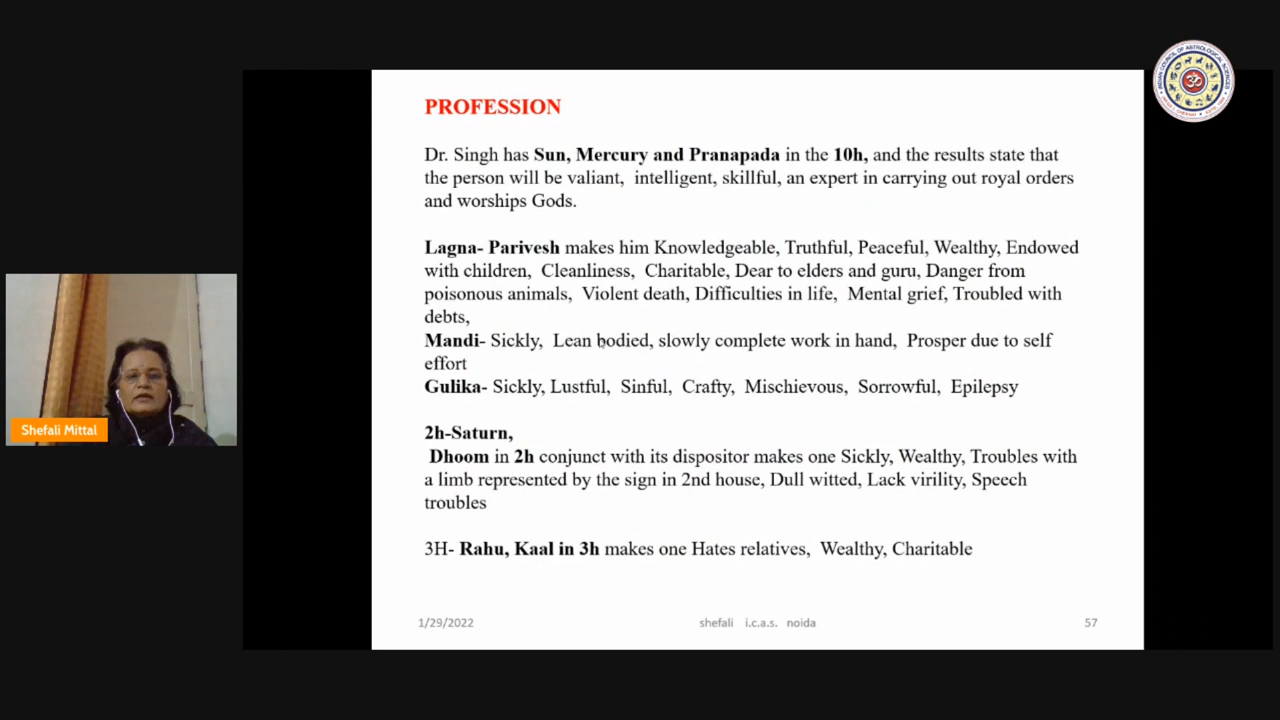 PROFESSION
Dr. Singh has Sun, Mercury and Pranapada in the 10h, and the results state that
the person will be valiant, intelligent, skillful, an expert in carrying out royal orders
and worships Gods.
Lagna- Parivesh makes him Knowledgeable, Truthful, Peaceful, Wealthy, Endowed
with children, Cleanliness, Charitable, Dear to elders and guru, Danger from
poisonous animals, Violent death, Difficulties in life, Mental grief, Troubled with
debts,
Mandi- Sickly, Lean bodied, slowly complete work in hand, Prosper due to self
effort
Gulika- Sickly, Lustful, Sinful, Crafty, Mischievous, Sorrowful, Epilepsy
2h-Saturn,
Dhoom in 2h conjunct with its dispositor makes one Sickly, Wealthy, Troubles with
a limb represented by the sign in 2nd house, Dull witted, Lack virility, Speech
troubles
3H- Rahu, Kaal in 3h makes one Hates relatives, Wealthy, Charitable
1/29/2022 shefali i.c.a.s. noida 57
Shefali Mittal
INDIAN COUNCIL OF ASTROLOGICAL SCIENCES
ॐ